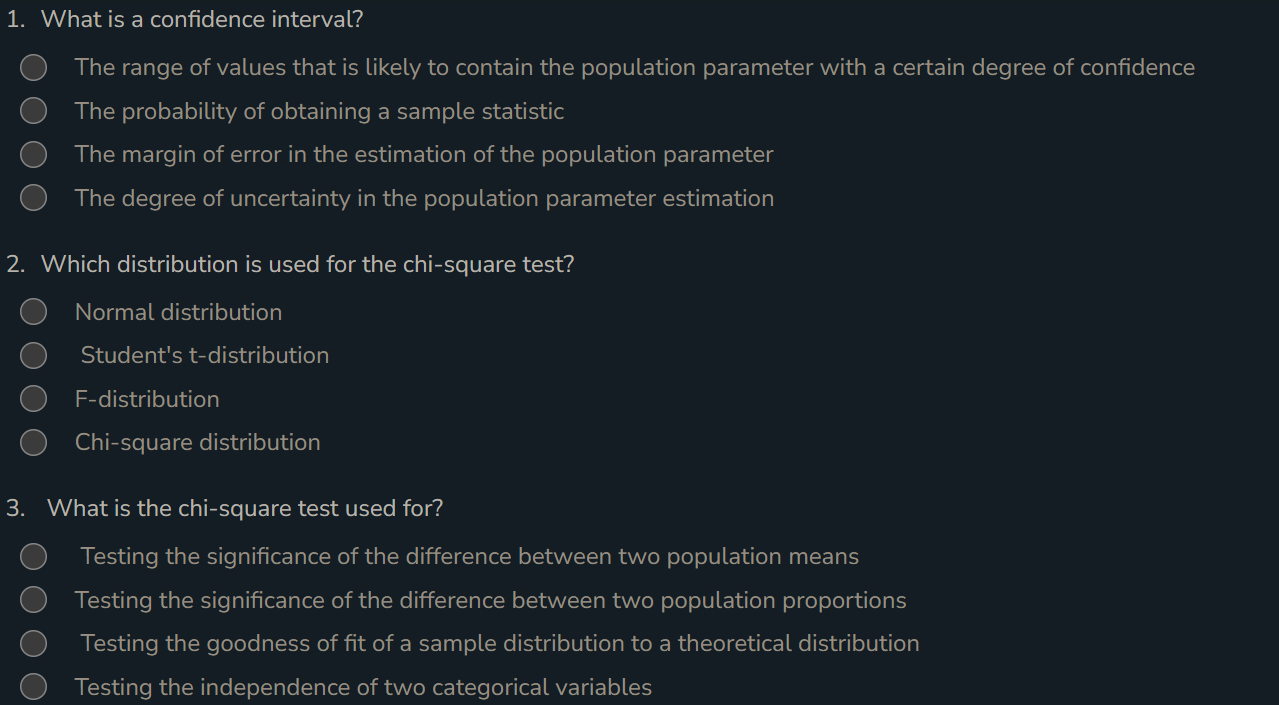 1. What is a confidence interval?
The range of values that is likely to contain the population parameter with a certain degree of confidence
The probability of obtaining a sample statistic
The margin of error in the estimation of the population parameter
The degree of uncertainty in the population parameter estimation
2. Which distribution is used for the chi-square test?
Normal distribution
Student's t-distribution
F-distribution
Chi-square distribution
3. What is the chi-square test used for?
Testing the significance of the difference between two population means
Testing the significance of the difference between two population proportions
Testing the goodness of fit of a sample distribution to a theoretical distribution
Testing the independence of two categorical variables